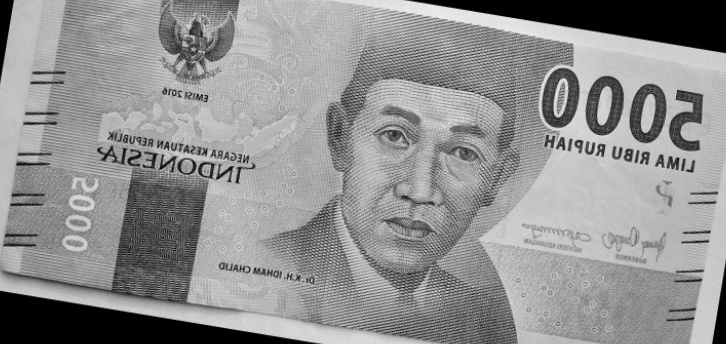 EMISI 2016
5000
LIMA RIBU RUPIAH
NEGARA KESATUAN REPUBLIK
INDONESIA
GUBERNUR
MENTERI KEUANGAN
5000
Dr. K.H. IDHAM CHALID